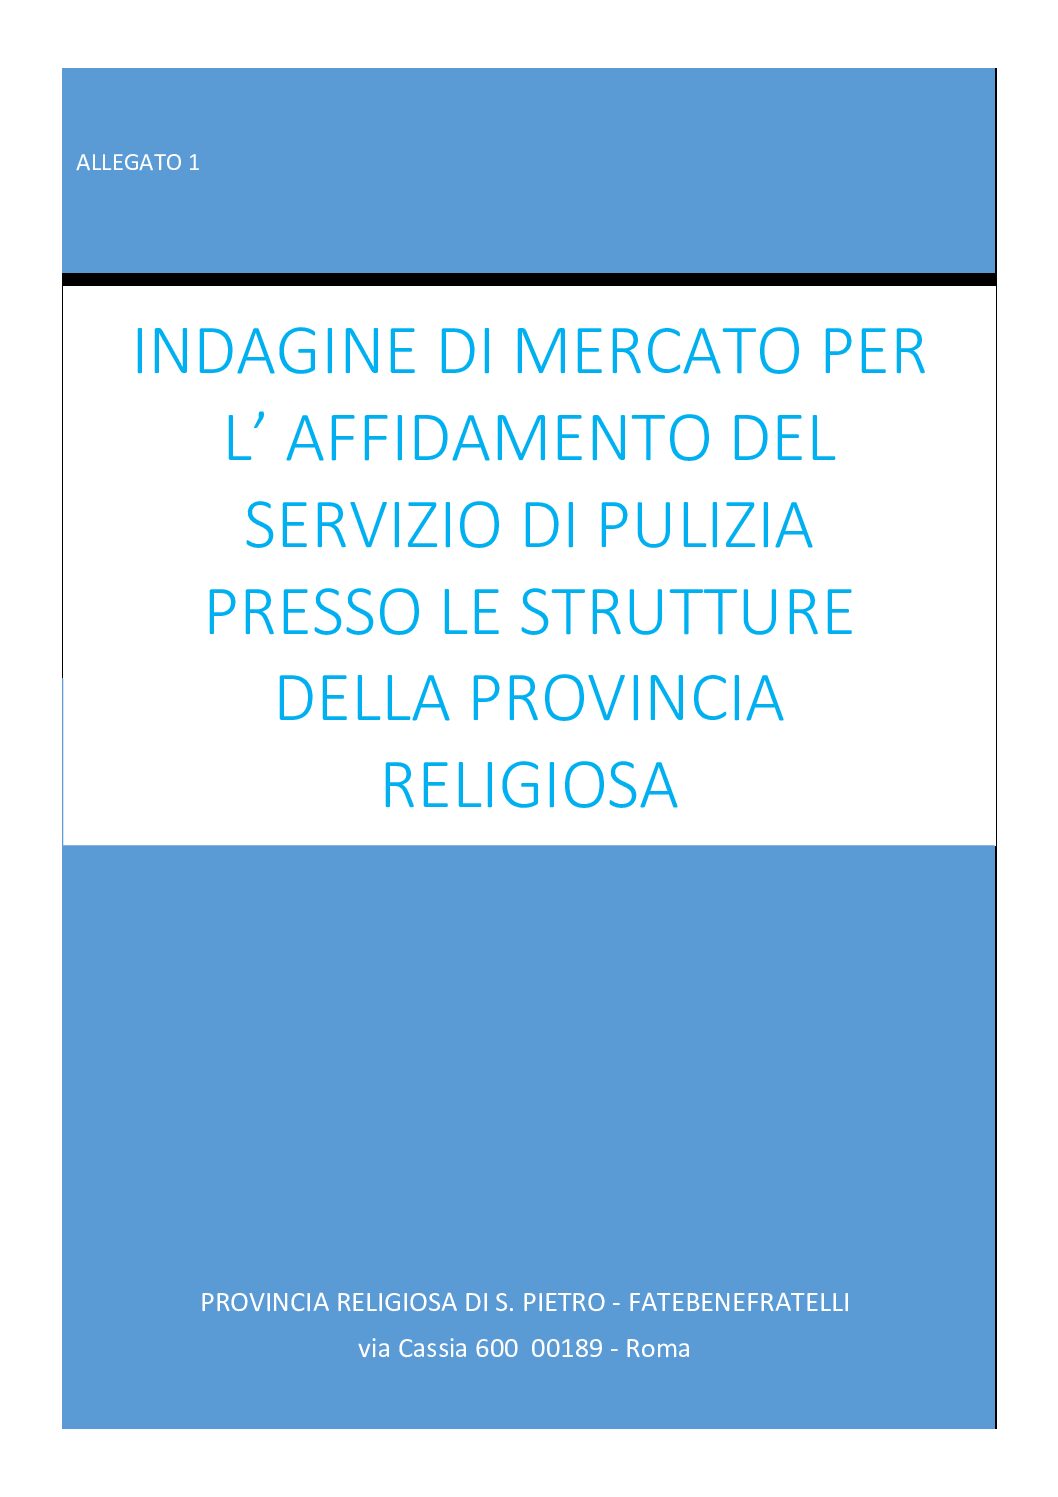 ALLEGATO 1
INDAGINE DI MERCATO PER
L’ AFFIDAMENTO DEL
SERVIZIO DI PULIZIA
PRESSO LE STRUTTURE
DELLA PROVINCIA
RELIGIOSA
PROVINCIA RELIGIOSA DI S. PIETRO - FATEBENEFRATELLI
via Cassia 600  00189 - Roma